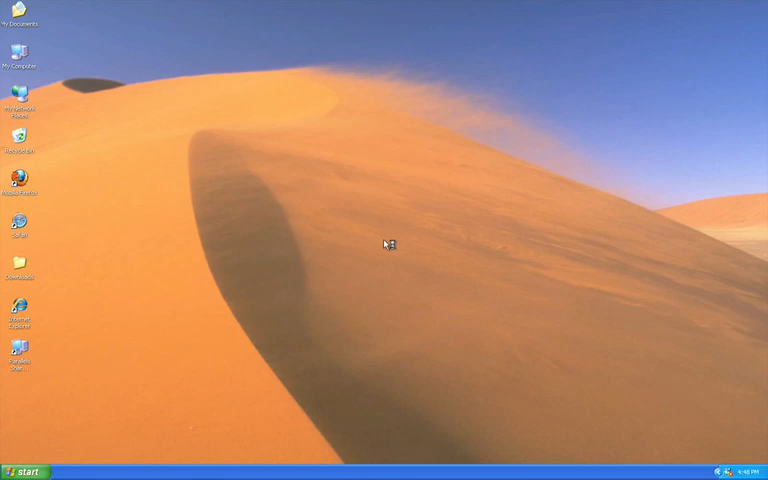 My Documents
My Computer
My Network
Places
Recycle Bin
Mozilla Firefox
Safari
Downloads
Internet
Explorer
Parallels
Shar...
start
4:48 PM